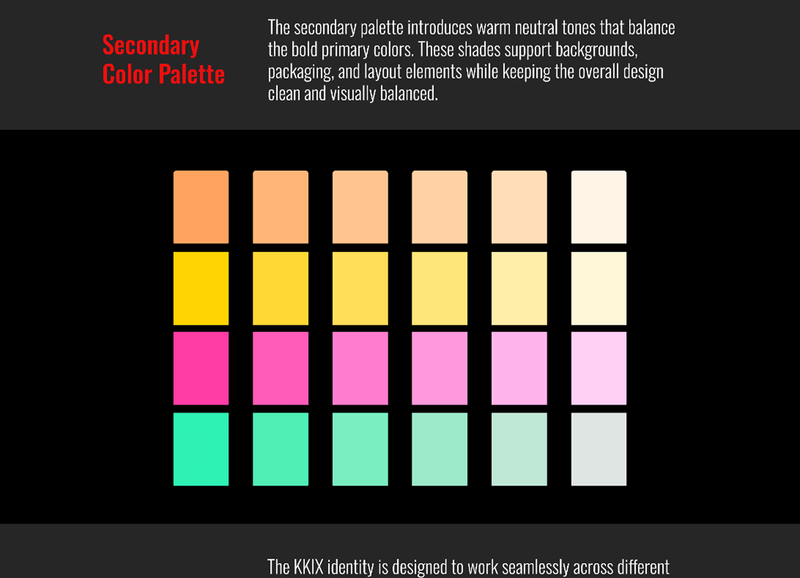 Secondary
Color Palette
The secondary palette introduces warm neutral tones that balance
the bold primary colors. These shades support backgrounds,
packaging, and layout elements while keeping the overall design
clean and visually balanced.
The KKIX identity is designed to work seamlessly across different